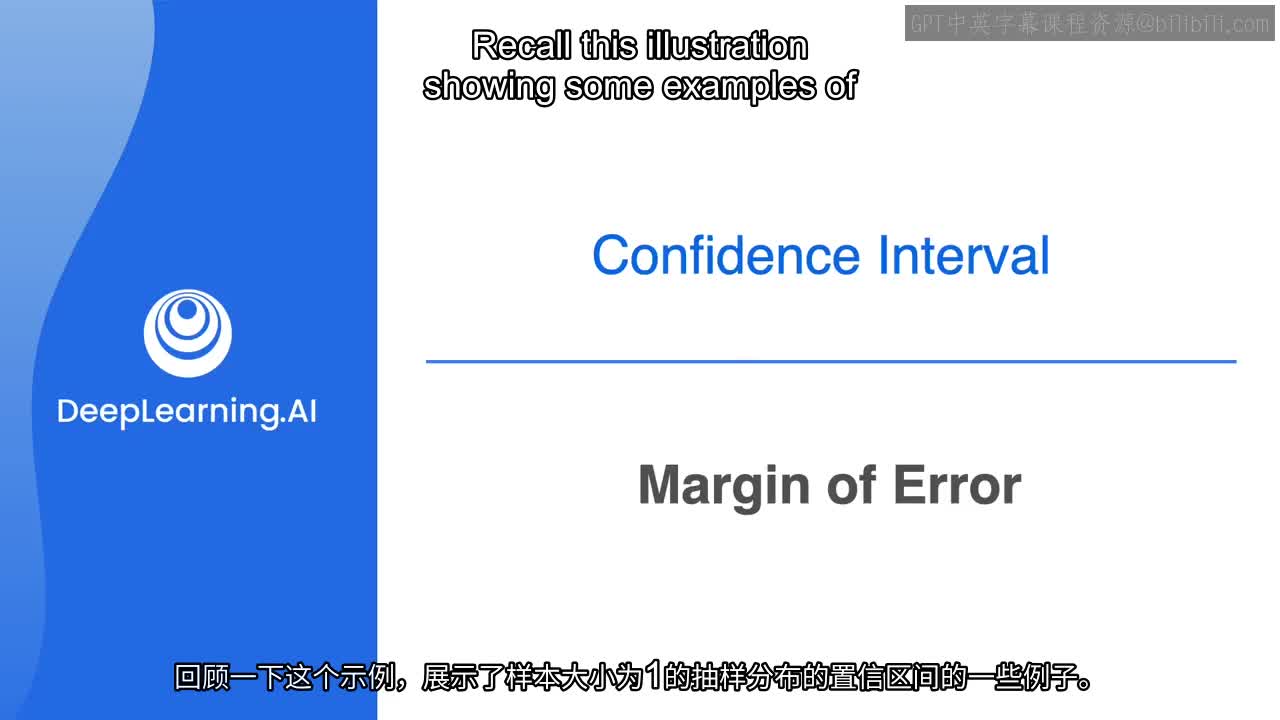 GPT中英字幕课程资源@bilibili.com
Recall this illustration
showing some examples of
Confidence Interval
DeepLearning.AI
Margin of Error
回顾一下这个示例，展示了样本大小为1的抽样分布的置信区间的一些例子。